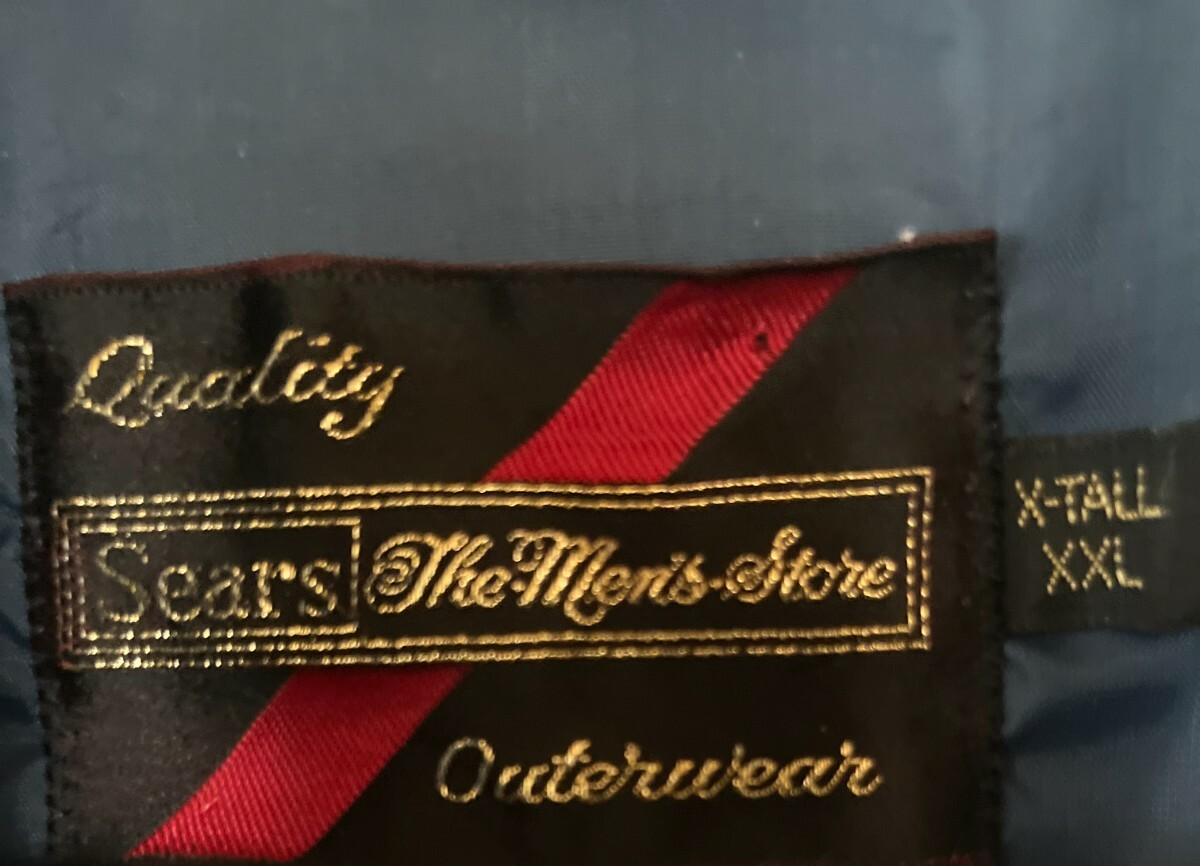 Quality
Sears The Men's Store
Outerwear
X-TALL
XXL